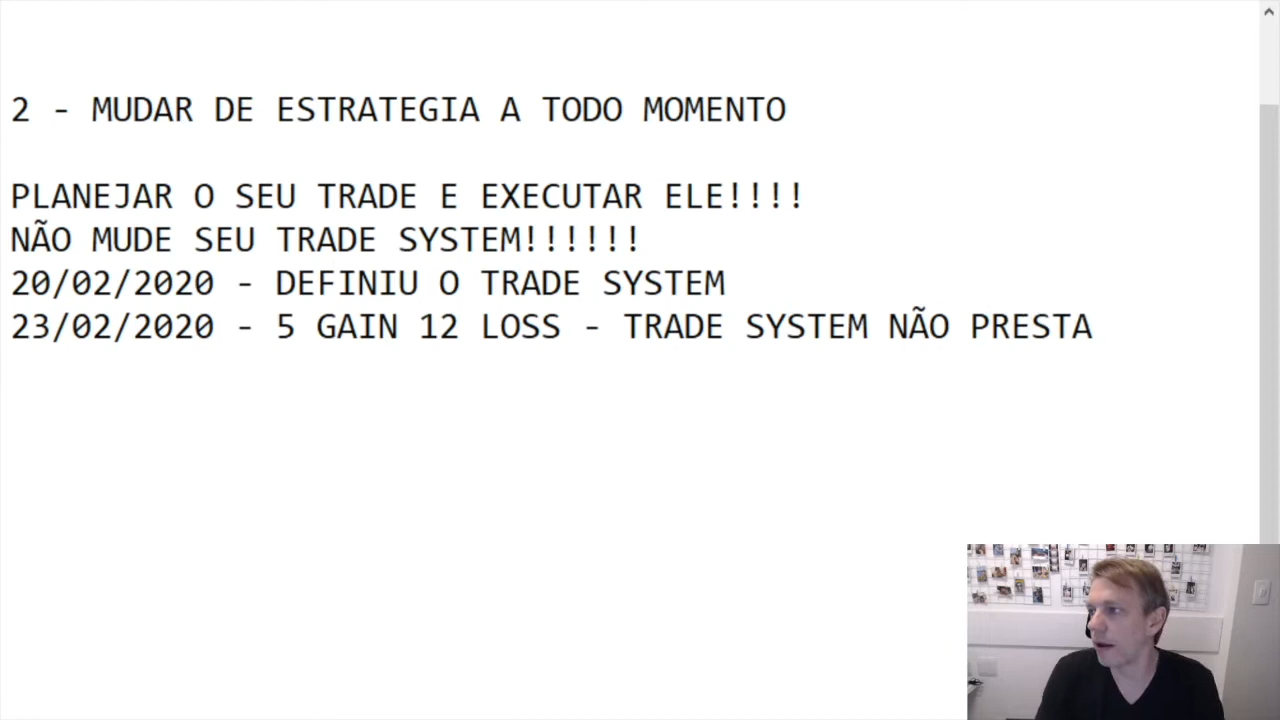 2 - MUDAR DE ESTRATEGIA A TODO MOMENTO
PLANEJAR O SEU TRADE E EXECUTAR ELE!!!!
NÃO MUDE SEU TRADE SYSTEM!!!!!!
20/02/2020 - DEFINIU O TRADE SYSTEM
23/02/2020 - 5 GAIN 12 LOSS - TRADE SYSTEM NÃO PRESTA